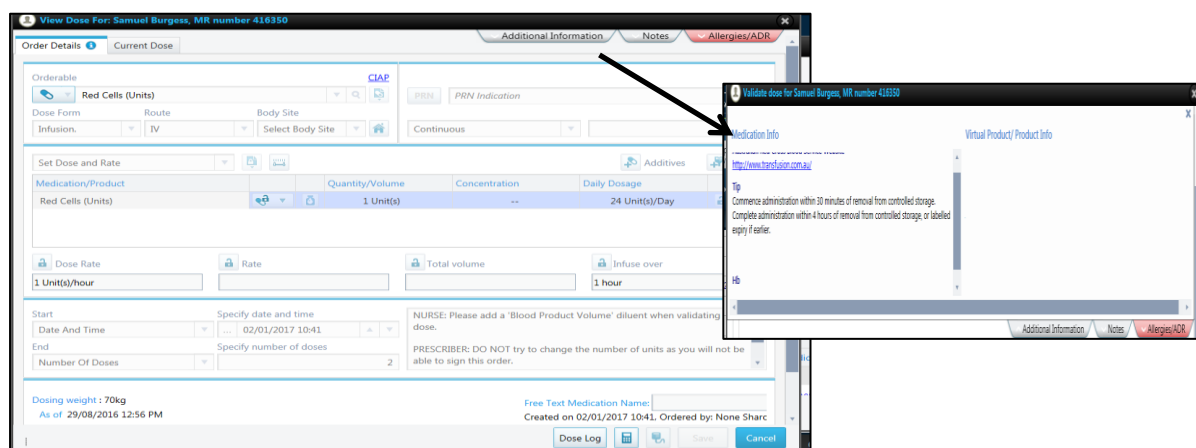 View Dose For: Samuel Burgess, MR number 416350
Order Details
Current Dose
Additional Information
Notes
Allergies/ADR
Orderable
CIAP
Red Cells (Units)
PRN
PRN Indication
Dose Form
Route
Body Site
Infusion.
IV
Select Body Site
Continuous
Set Dose and Rate
Additives
Medication/Product
Quantity/Volume
Concentration
Daily Dosage
Red Cells (Units)
1 Unit(s)
--
24 Unit(s)/Day
Dose Rate
Rate
Total volume
Infuse over
1 Unit(s)/hour
1 hour
Start
Specify date and time
Date And Time
... 02/01/2017 10:41
End
Specify number of doses
Number Of Doses
2
NURSE: Please add a 'Blood Product Volume' diluent when validating
dose.
PRESCRIBER: DO NOT try to change the number of units as you will not be
able to sign this order.
Dosing weight : 70kg
As of 29/08/2016 12:56 PM
Free Text Medication Name:
Created on 02/01/2017 10:41. Ordered by: None Sharc
Dose Log
Save
Cancel
Validate dose for Samuel Burgess, MR number 416350
Medication Info
Virtual Product/ Product Info
http://www.transfusion.com.au/
Tip
Commence administration within 30 minutes of removal from controlled storage.
Complete administration within 4 hours of removal from controlled storage, or labelled
expiry if earlier.
Hb
Additional Information
Notes
Allergies/ADR